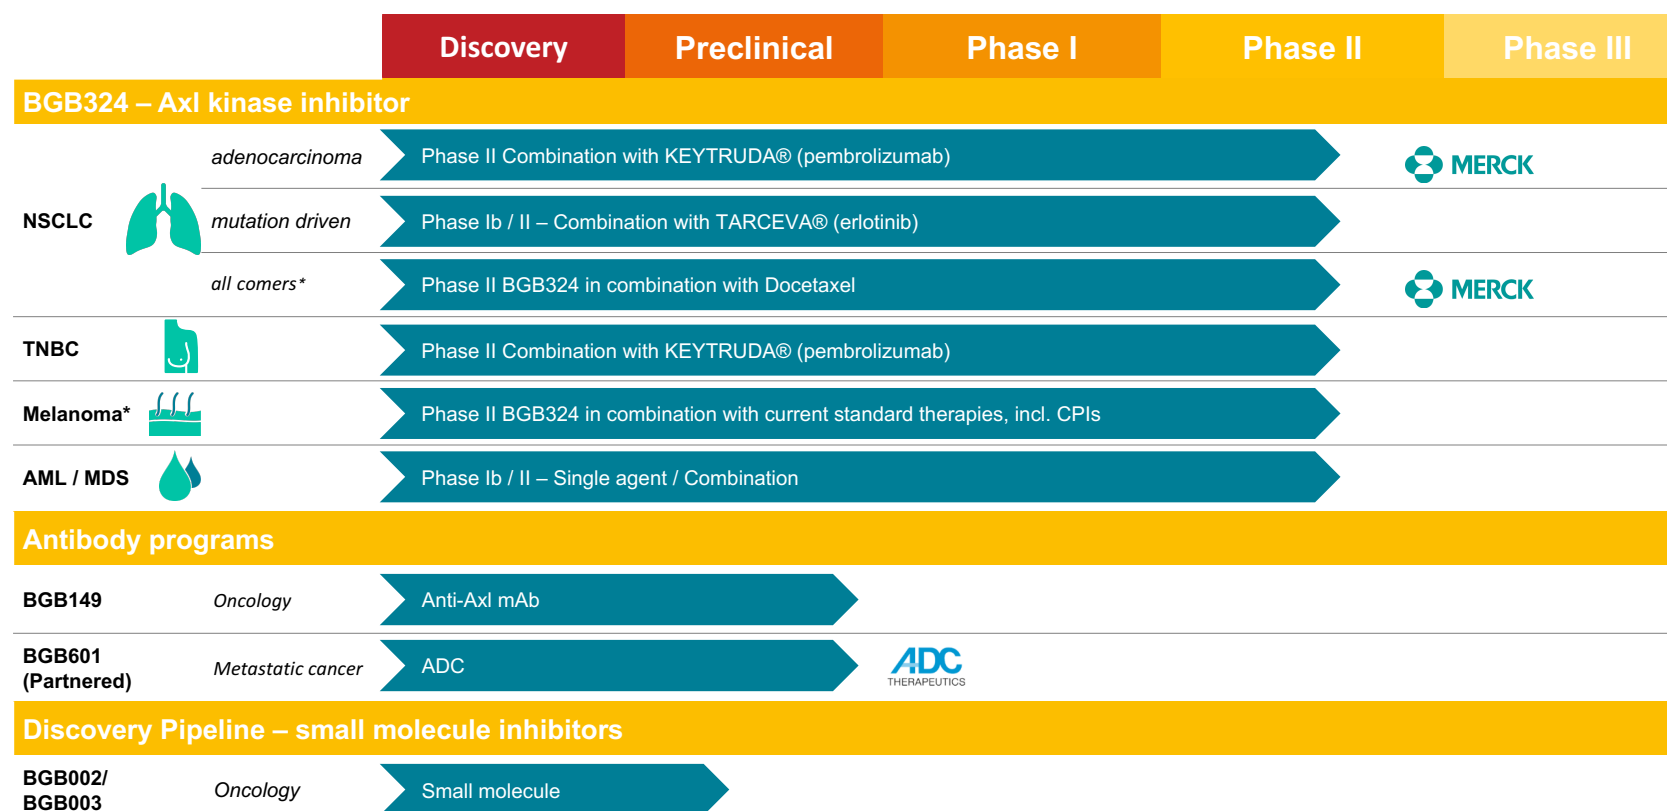 Discovery Preclinical Phase I Phase II Phase III
BGB324 – Axl kinase inhibitor
adenocarcinoma Phase II Combination with KEYTRUDA® (pembrolizumab) MERCK
NSCLC mutation driven Phase Ib / II – Combination with TARCEVA® (erlotinib)
all comers* Phase II BGB324 in combination with Docetaxel MERCK
TNBC Phase II Combination with KEYTRUDA® (pembrolizumab)
Melanoma* Phase II BGB324 in combination with current standard therapies, incl. CPIs
AML / MDS Phase Ib / II – Single agent / Combination
Antibody programs
BGB149 Oncology Anti-Axl mAb
BGB601
(Partnered) Metastatic cancer ADC ADC
THERAPEUTICS
Discovery Pipeline – small molecule inhibitors
BGB002/
BGB003 Oncology Small molecule